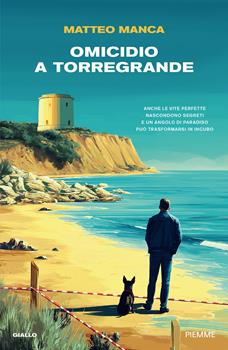 MATTEO MANCA
OMICIDIO
A TORREGRANDE
ANCHE LE VITE PERFETTE
NASCONDONO SEGRETI
E UN ANGOLO DI PARADISO
PUÒ TRASFORMARSI IN INCUBO
GIALLO
PIEMME